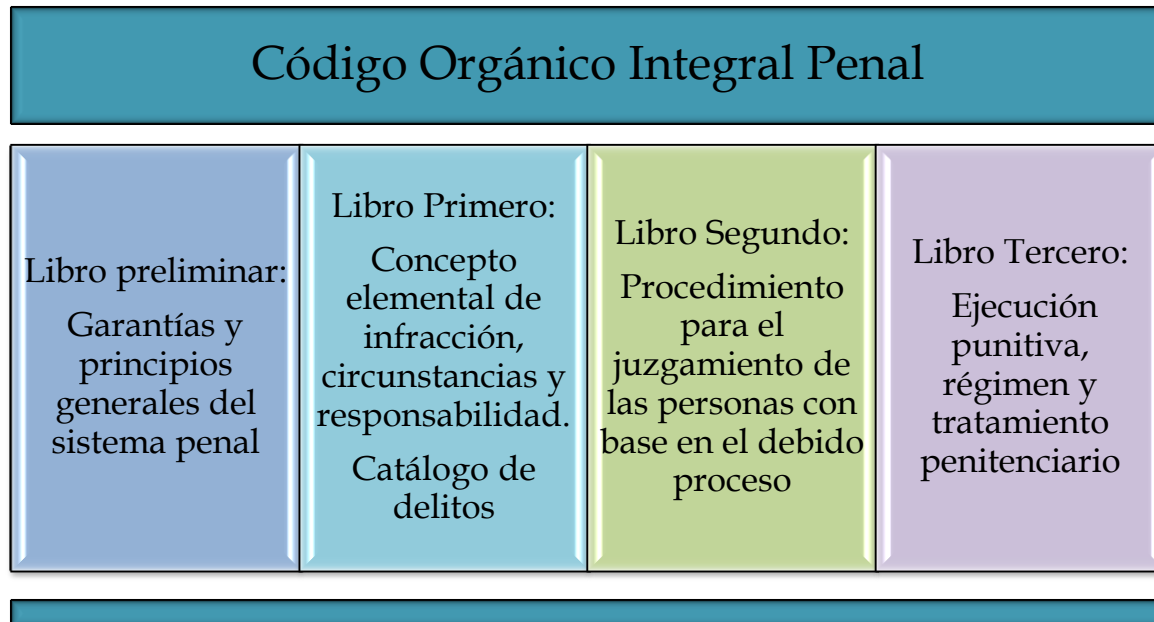 Código Orgánico Integral Penal
Libro preliminar:
Garantías y
principios
generales del
sistema penal
Libro Primero:
Concepto
elemental de
infracción,
circunstancias y
responsabilidad.
Catálogo de
delitos
Libro Segundo:
Procedimiento
para el
juzgamiento de
las personas con
base en el debido
proceso
Libro Tercero:
Ejecución
punitiva,
régimen y
tratamiento
penitenciario